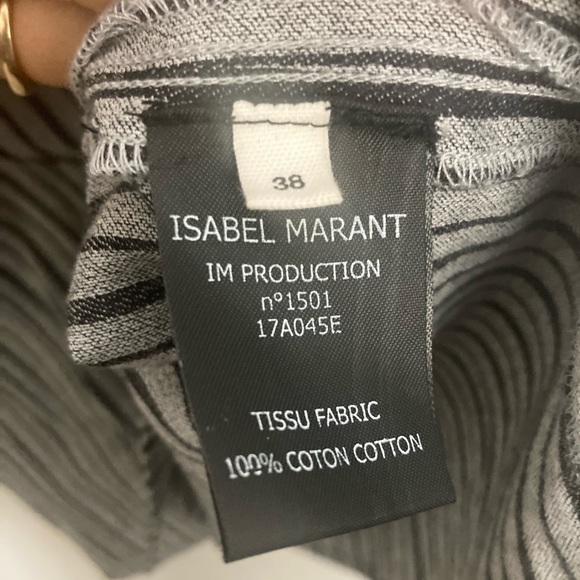 38
ISABEL MARANT
IM PRODUCTION
n°1501
17A045E
TISSU FABRIC
100% COTON COTTON